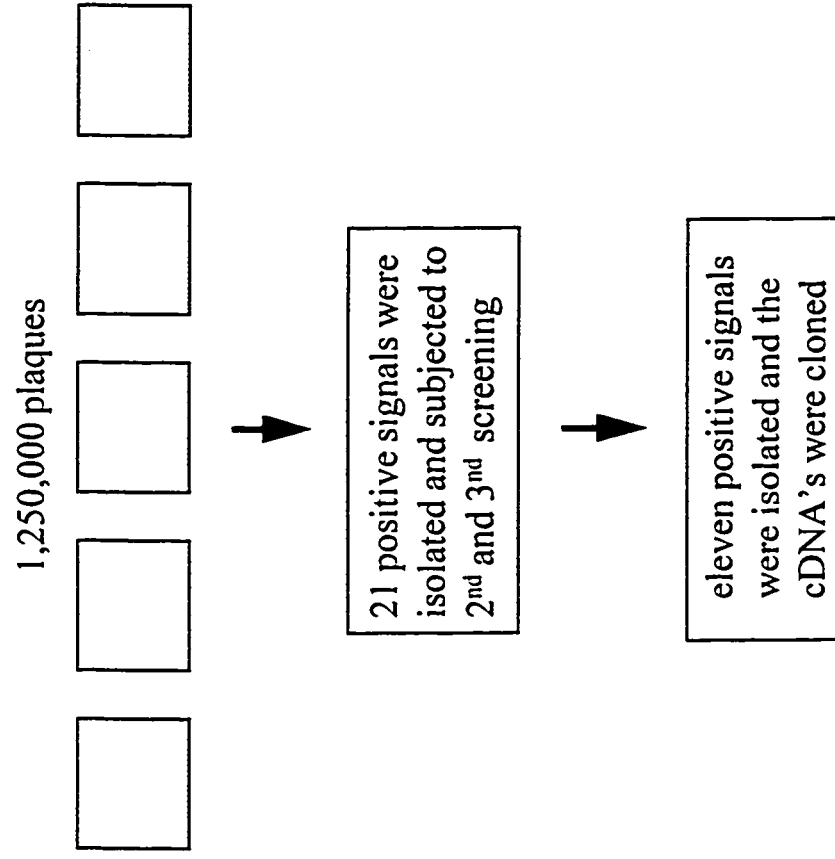 1,250,000 plaques
21 positive signals were
isolated and subjected to
2nd and 3nd screening
eleven positive signals
were isolated and the
cDNA's were cloned